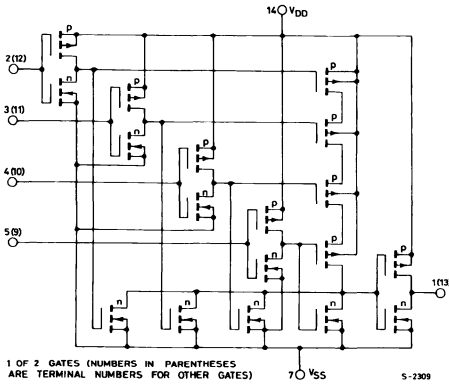 14 VDD
p
2(12)
n
p
p
3(11)
n
p
p
4(10)
n
p
p
5(9)
n
p
p
n
1(13)
n
n
n
n
1 OF 2 GATES (NUMBERS IN PARENTHESES
ARE TERMINAL NUMBERS FOR OTHER GATES)
7 VSS
S-2309